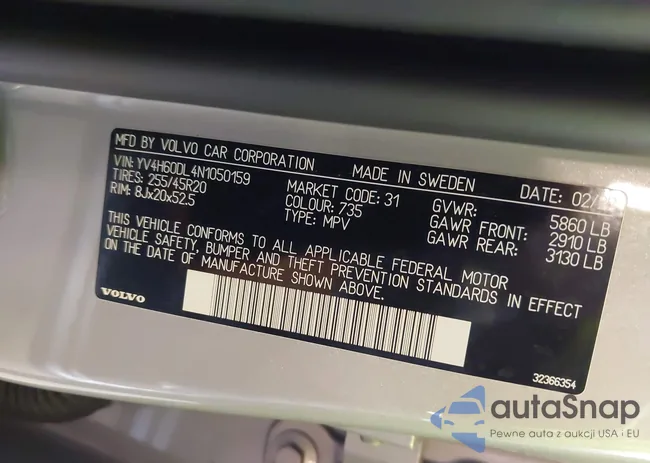 MFD BY VOLVO CAR CORPORATION MADE IN SWEDEN DATE: 02/
VIN: YV4H60DL4N1050159 MARKET CODE: 31 GVWR: 5860 LB
TIRES: 255/45R20 COLOUR: 735 GAWR FRONT: 2910 LB
RIM: 8Jx20x52.5 TYPE: MPV GAWR REAR: 3130 LB
THIS VEHICLE CONFORMS TO ALL APPLICABLE FEDERAL MOTOR
VEHICLE SAFETY, BUMPER AND THEFT PREVENTION STANDARDS IN EFFECT
ON THE DATE OF MANUFACTURE SHOWN ABOVE.
VOLVO
32366354
autaSnap
Pewne auta z aukcji USA i EU